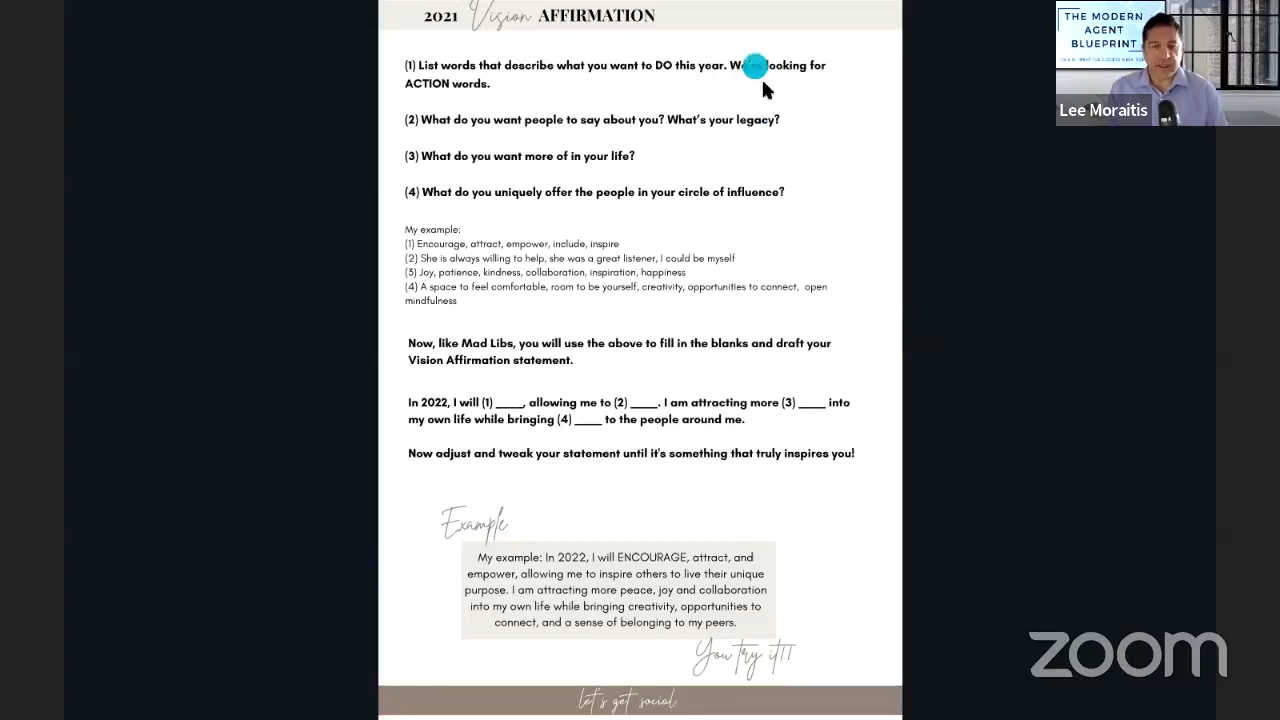 2021 Vision AFFIRMATION
(1) List words that describe what you want to DO this year. We're looking for
ACTION words.
(2) What do you want people to say about you? What's your legacy?
(3) What do you want more of in your life?
(4) What do you uniquely offer the people in your circle of influence?
My example:
(1) Encourage, attract, empower, include, inspire
(2) She is always willing to help, she was a great listener, I could be myself
(3) Joy, patience, kindness, collaboration, inspiration, happiness
(4) A space to feel comfortable, room to be yourself, creativity, opportunities to connect, open
mindfulness
Now, like Mad Libs, you will use the above to fill in the blanks and draft your
Vision Affirmation statement.
In 2022, I will (1) _____, allowing me to (2) _____. I am attracting more (3) _____ into
my own life while bringing (4) _____ to the people around me.
Now adjust and tweak your statement until it's something that truly inspires you!
Example
My example: In 2022, I will ENCOURAGE, attract, and
empower, allowing me to inspire others to live their unique
purpose. I am attracting more peace, joy and collaboration
into my own life while bringing creativity, opportunities to
connect, and a sense of belonging to my peers.
You try it!!
let's get social
THE MODERN
AGENT
BLUEPRINT
Lee Moraitis
zoom